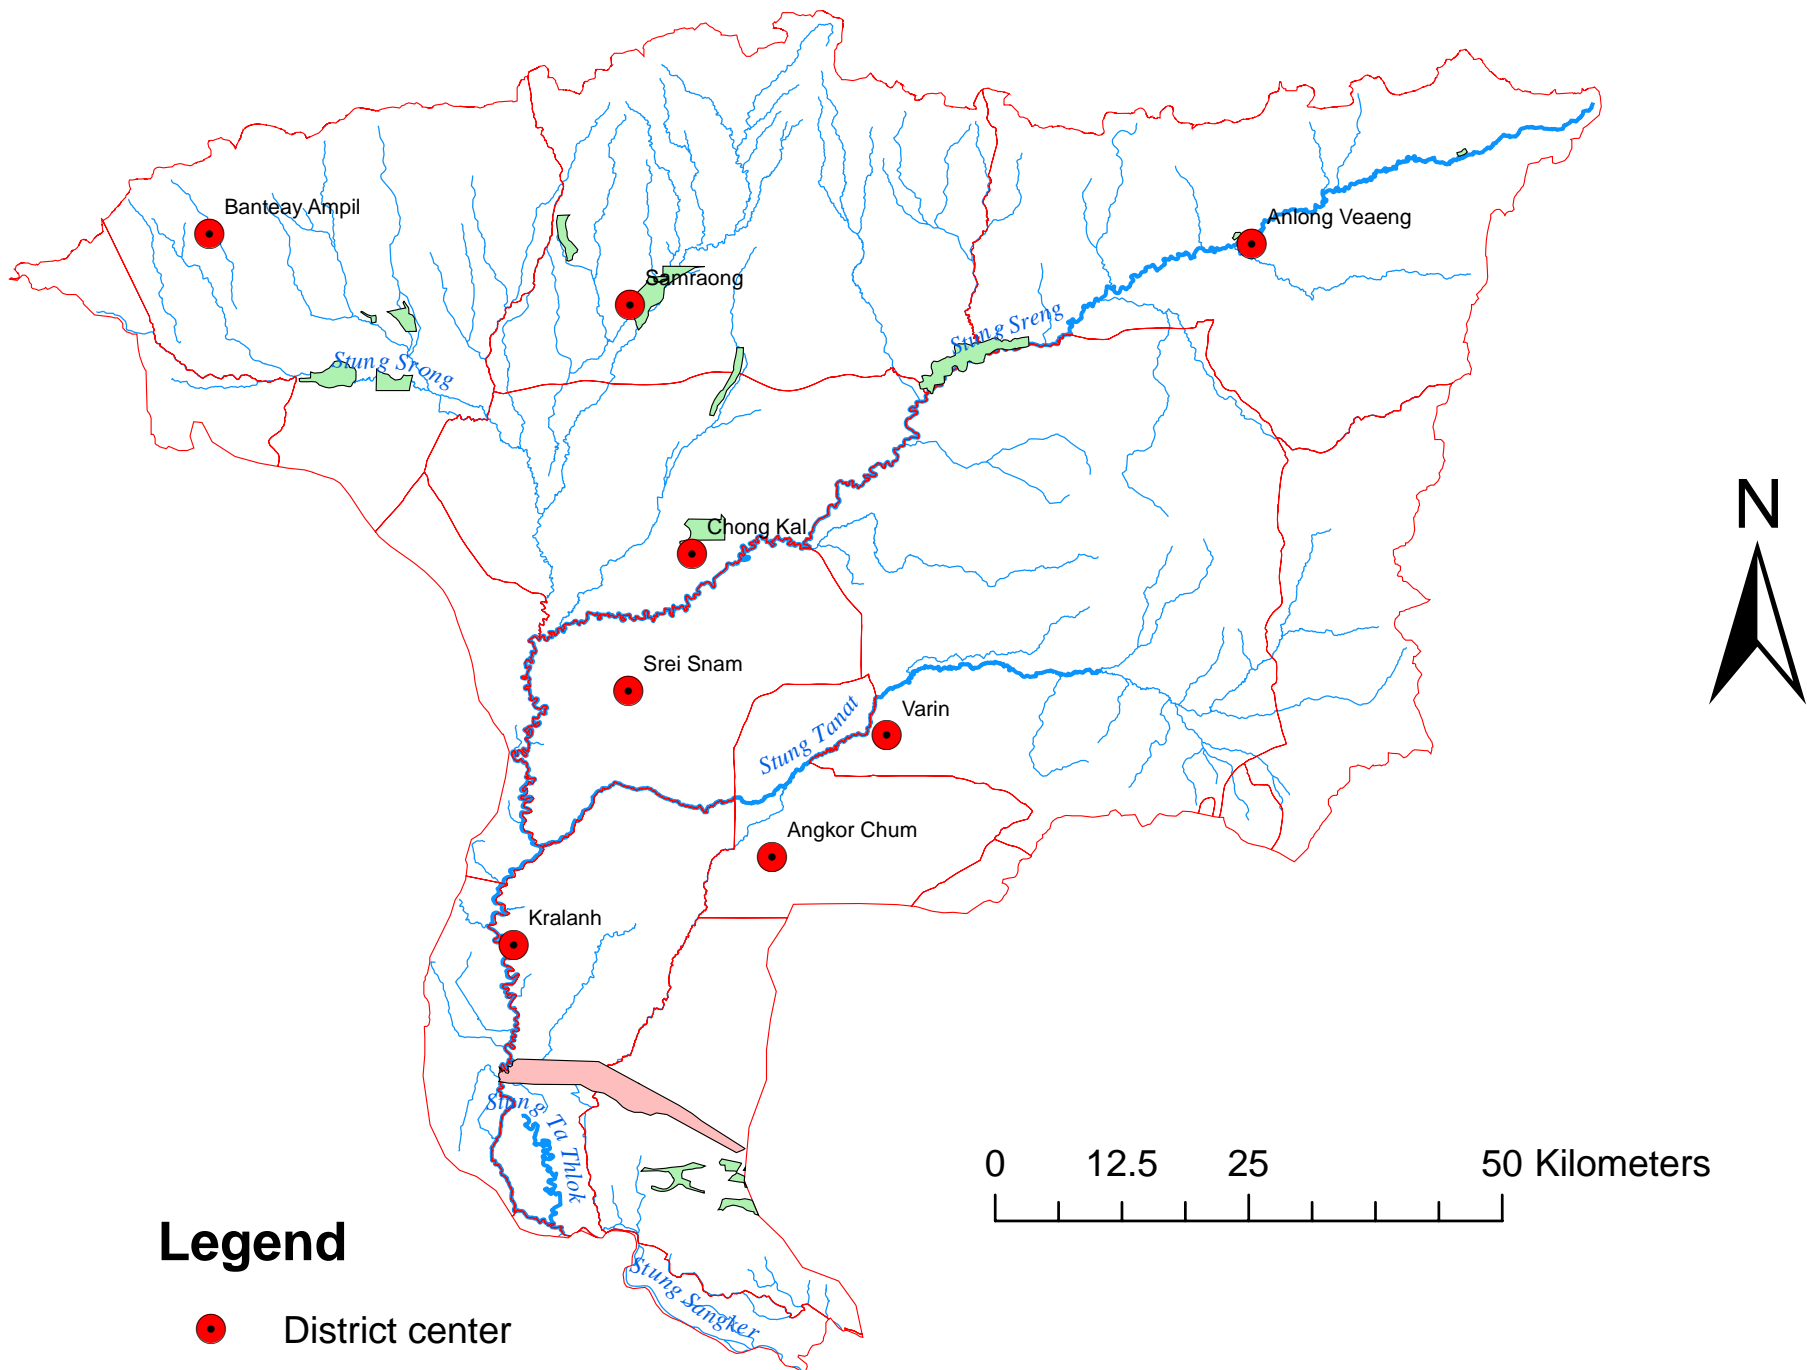 Banteay Ampil
Anlong Veaeng
Samraong
Stung Sreng
Stung Srong
N
Chong Kal
Srei Snam
Varin
Stung Tanat
Angkor Chum
Kralanh
Stung Ta Thlok
0 12.5 25 50 Kilometers
Legend
Stung Sangker
District center